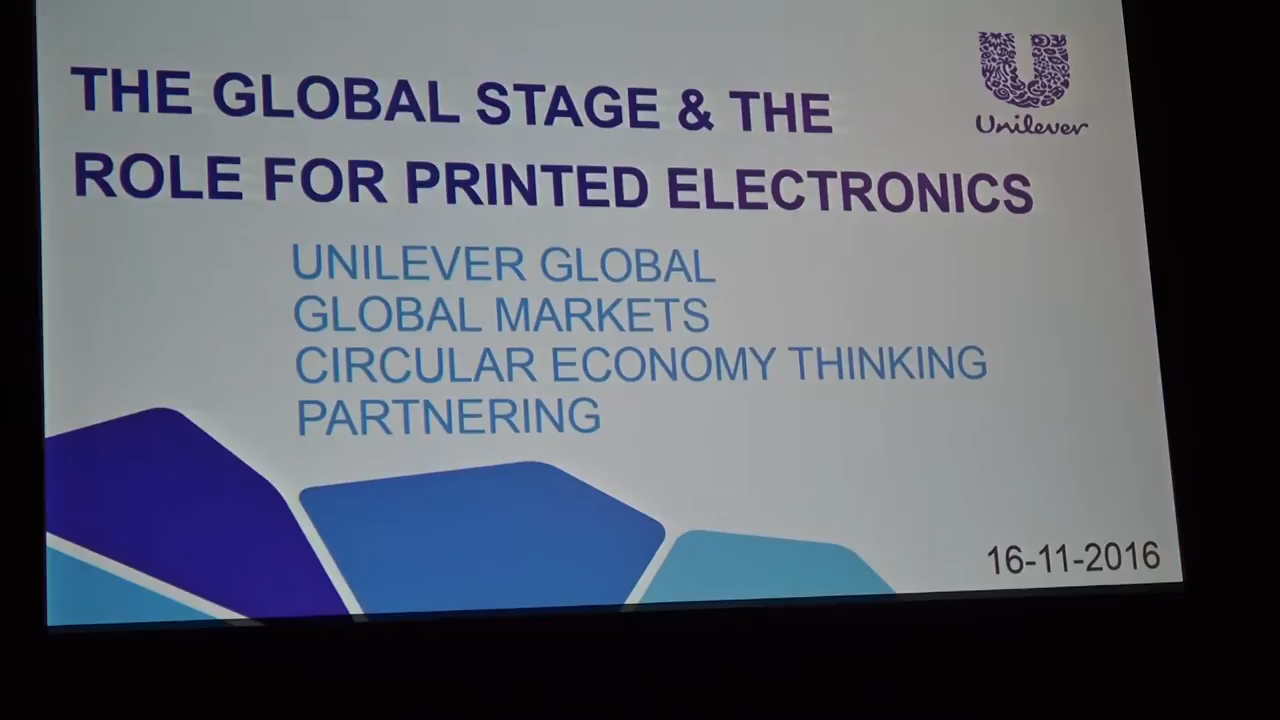 THE GLOBAL STAGE & THE
ROLE FOR PRINTED ELECTRONICS
Unilever
UNILEVER GLOBAL
GLOBAL MARKETS
CIRCULAR ECONOMY THINKING
PARTNERING
16-11-2016